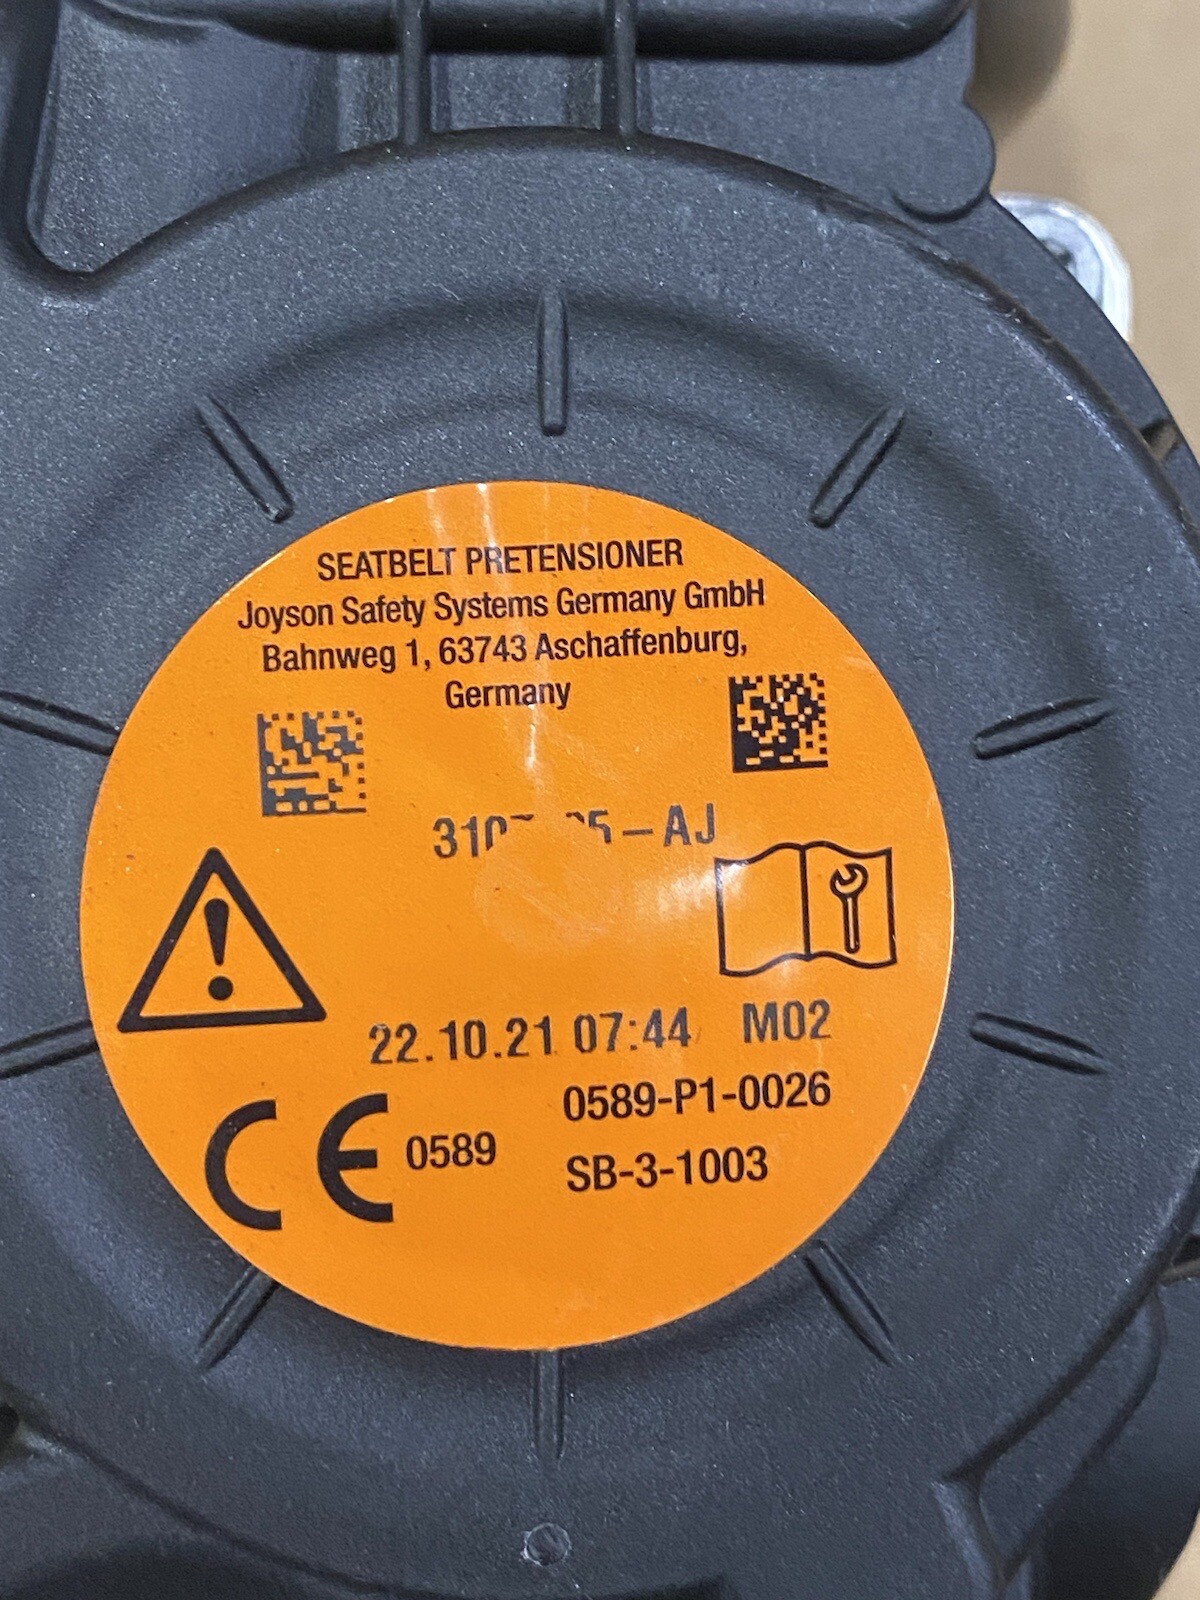 SEATBELT PRETENSIONER
Joyson Safety Systems Germany GmbH
Bahnweg 1, 63743 Aschaffenburg,
Germany
22.10.21 07:44 M02
0589-P1-0026
CE 0589
SB-3-1003